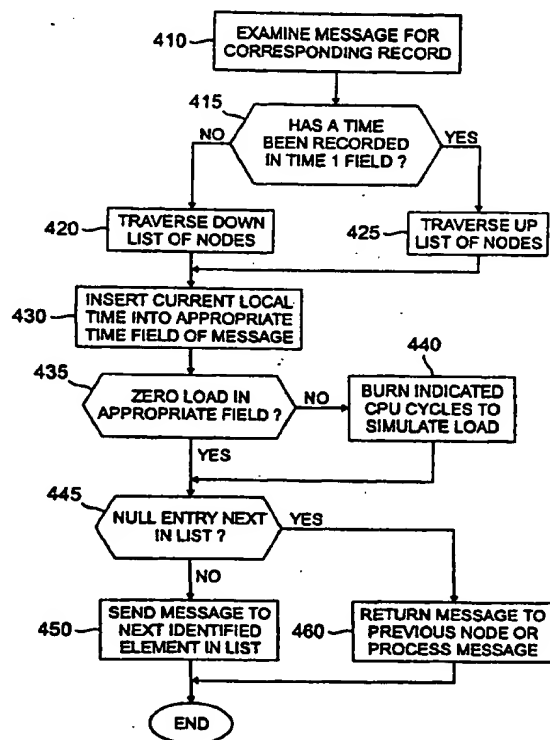 410
EXAMINE MESSAGE FOR
CORRESPONDING RECORD
415
HAS A TIME
BEEN RECORDED
IN TIME 1 FIELD ?
NO
YES
420
TRAVERSE DOWN
LIST OF NODES
425
TRAVERSE UP
LIST OF NODES
430
INSERT CURRENT LOCAL
TIME INTO APPROPRIATE
TIME FIELD OF MESSAGE
435
ZERO LOAD IN
APPROPRIATE FIELD ?
NO
YES
440
BURN INDICATED
CPU CYCLES TO
SIMULATE LOAD
445
NULL ENTRY NEXT
IN LIST ?
YES
NO
450
SEND MESSAGE TO
NEXT IDENTIFIED
ELEMENT IN LIST
460
RETURN MESSAGE TO
PREVIOUS NODE OR
PROCESS MESSAGE
END